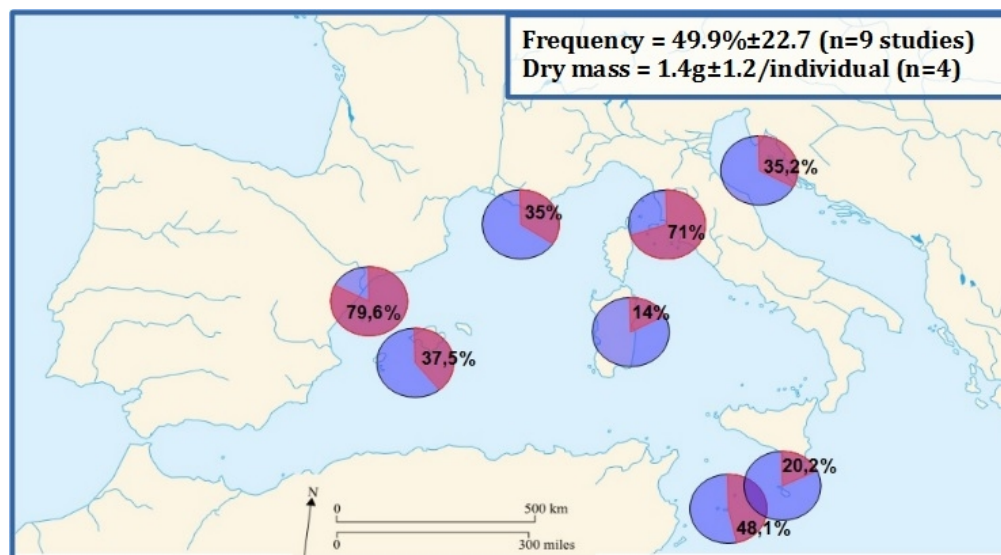 Frequency = 49.9%±22.7 (n=9 studies)
Dry mass = 1.4g±1.2/individual (n=4)
35,2%
35%
71%
79,6%
14%
37,5%
20,2%
48,1%
N
0 500 km
0 300 miles